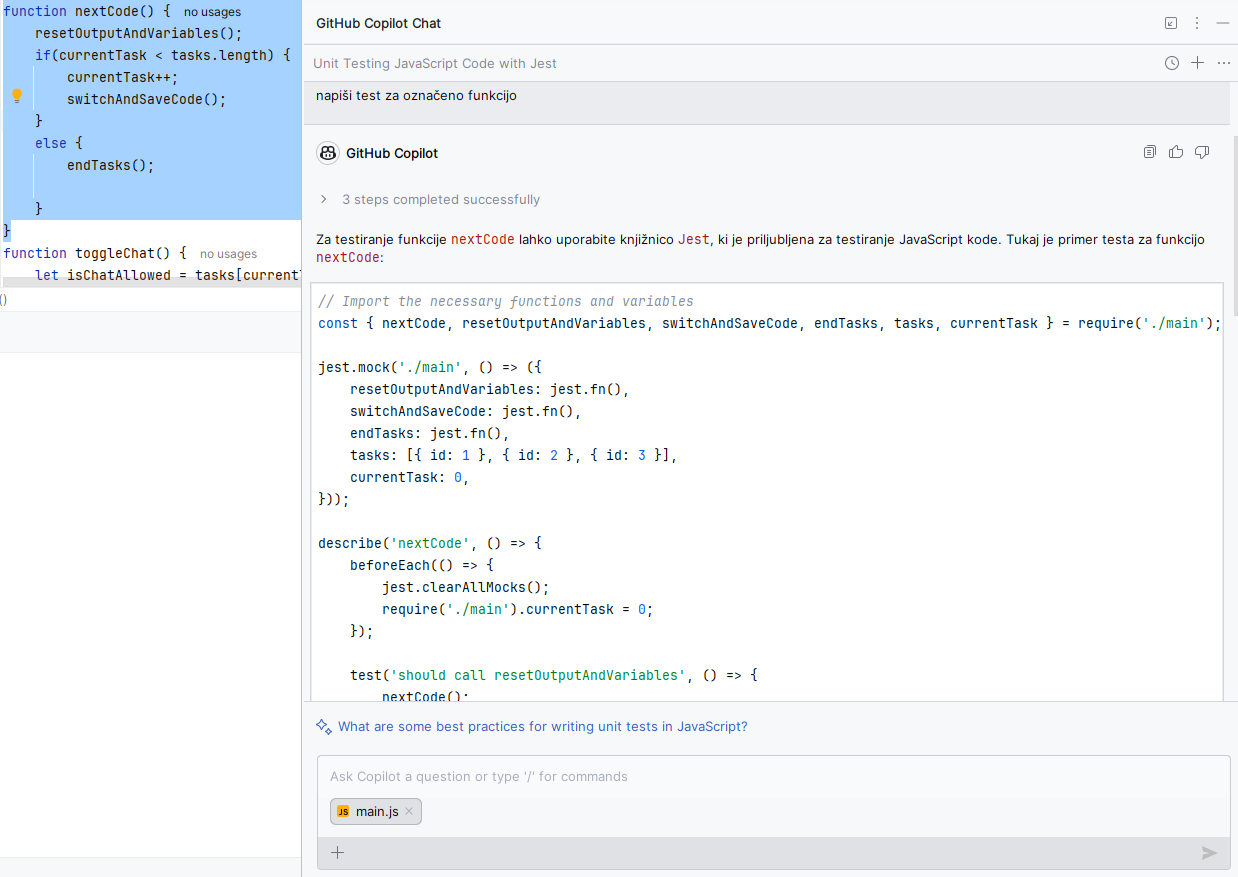 function nextCode() { no usages
resetOutputAndVariables();
if(currentTask < tasks.length) {
currentTask++;
switchAndSaveCode();
}
else {
endTasks();
}
}
function toggleChat() { no usages
let isChatAllowed = tasks[current
()
GitHub Copilot Chat
Unit Testing JavaScript Code with Jest
napiši test za označeno funkcijo
GitHub Copilot
3 steps completed successfully
Za testiranje funkcije nextCode lahko uporabite knjižnico Jest, ki je priljubljena za testiranje JavaScript kode. Tukaj je primer testa za funkcijo
nextCode:
// Import the necessary functions and variables
const { nextCode, resetOutputAndVariables, switchAndSaveCode, endTasks, tasks, currentTask } = require('./main');
jest.mock('./main', () => ({
resetOutputAndVariables: jest.fn(),
switchAndSaveCode: jest.fn(),
endTasks: jest.fn(),
tasks: [{ id: 1 }, { id: 2 }, { id: 3 }],
currentTask: 0,
}));
describe('nextCode', () => {
beforeEach(() => {
jest.clearAllMocks();
require('./main').currentTask = 0;
});
test('should call resetOutputAndVariables', () => {
nextCode();
What are some best practices for writing unit tests in JavaScript?
Ask Copilot a question or type '/' for commands
JS main.js